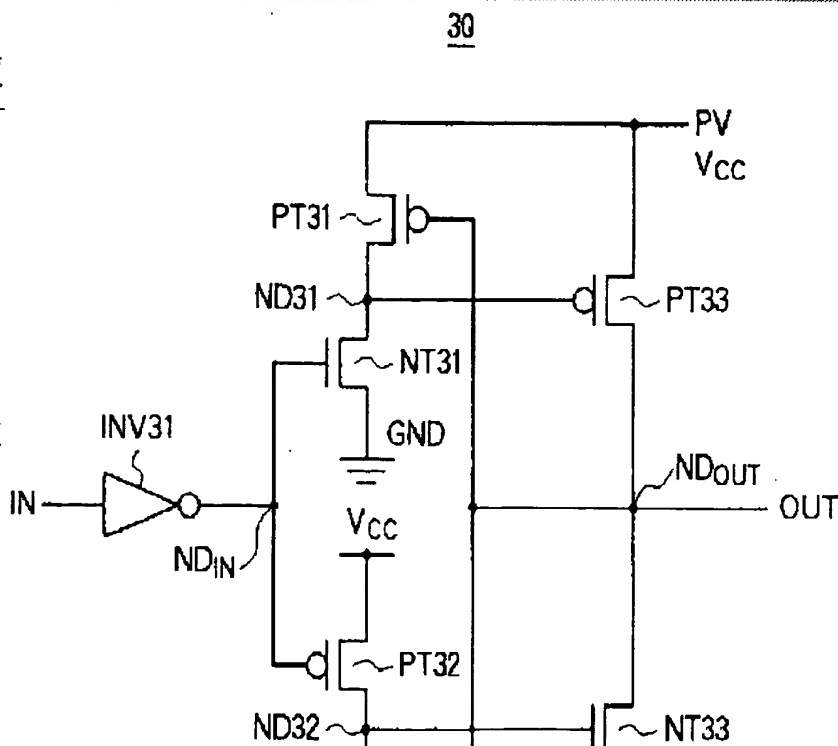 30
PV
VCC
PT31
ND31
PT33
NT31
INV31
GND
NDOUT
IN
OUT
VCC
NDIN
PT32
ND32
NT33